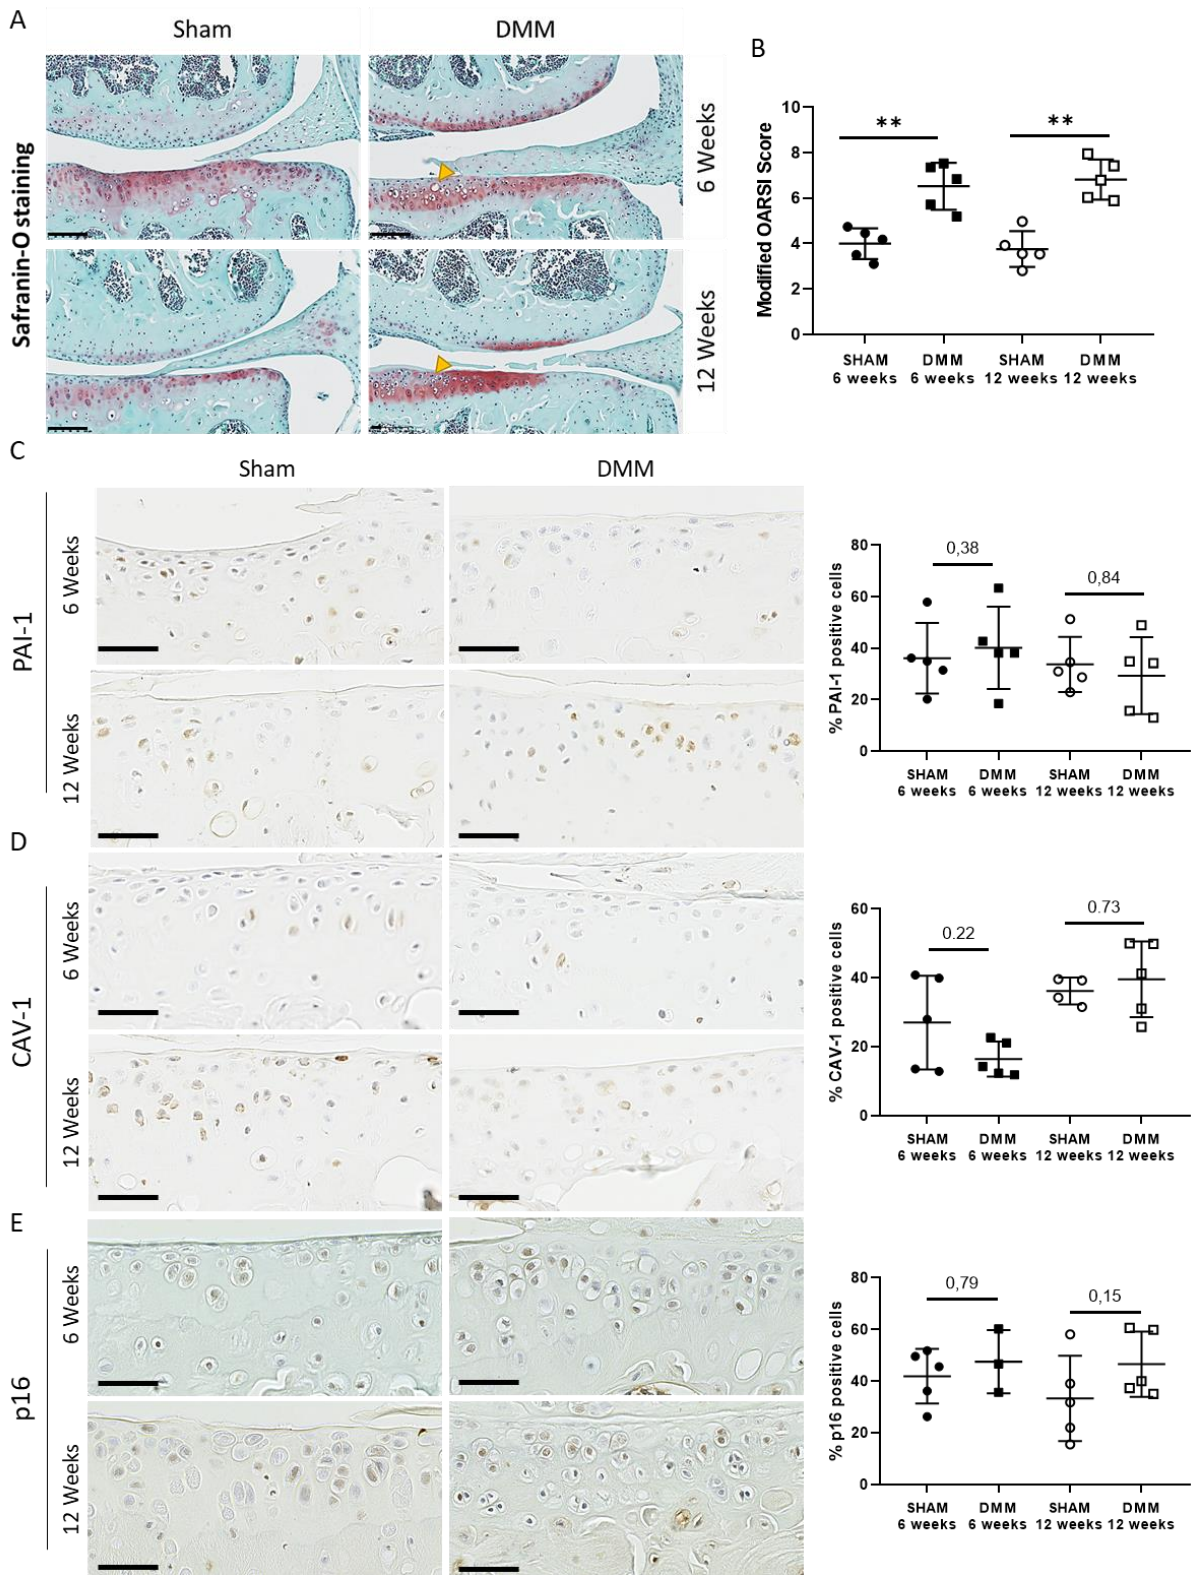 A
Sham
DMM
Safranin-O staining
6 Weeks
12 Weeks
B
Modified OARSI Score
10
8
6
4
2
0
**
**
SHAM DMM SHAM DMM
6 weeks 6 weeks 12 weeks 12 weeks
C
Sham
DMM
PAI-1
6 Weeks
12 Weeks
% PAI-1 positive cells
80
60
40
20
0
0,38
0,84
SHAM DMM SHAM DMM
6 weeks 6 weeks 12 weeks 12 weeks
D
CAV-1
6 Weeks
12 Weeks
% CAV-1 positive cells
60
40
20
0
0.22
0.73
SHAM DMM SHAM DMM
6 weeks 6 weeks 12 weeks 12 weeks
E
p16
6 Weeks
12 Weeks
% p16 positive cells
80
60
40
20
0
0,79
0,15
SHAM DMM SHAM DMM
6 weeks 6 weeks 12 weeks 12 weeks